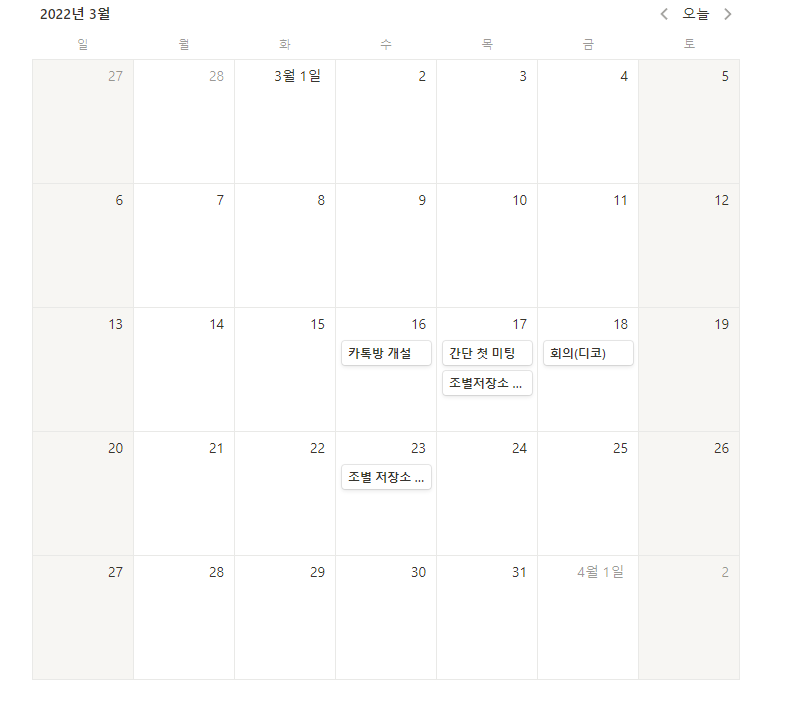 2022년 3월 오늘
일 월 화 수 목 금 토
27 28 3월 1일 2 3 4 5
6 7 8 9 10 11 12
13 14 15 16 17 18 19
카톡방 개설 간단 첫 미팅 회의(디코)
조별저장소 ...
20 21 22 23 24 25 26
조별 저장소 ...
27 28 29 30 31 4월 1일 2